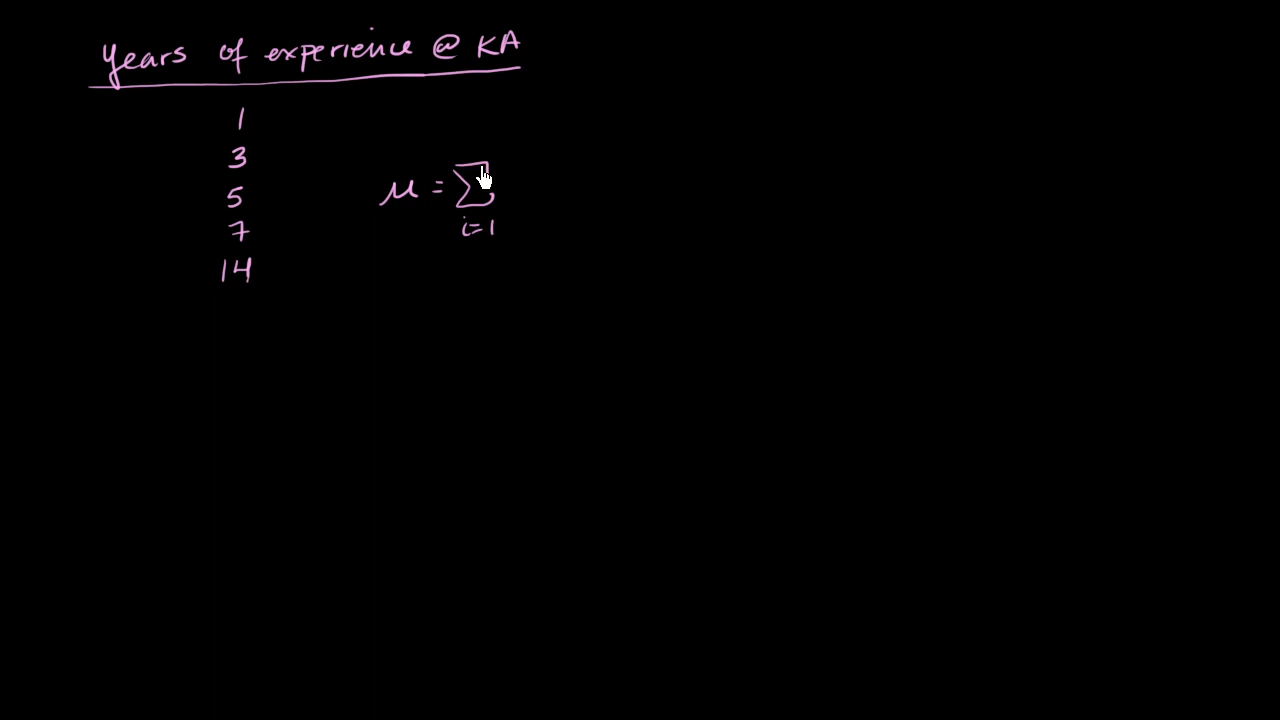 Years of experience @ KA
1
3
μ = Σ
5
i=1
7
14